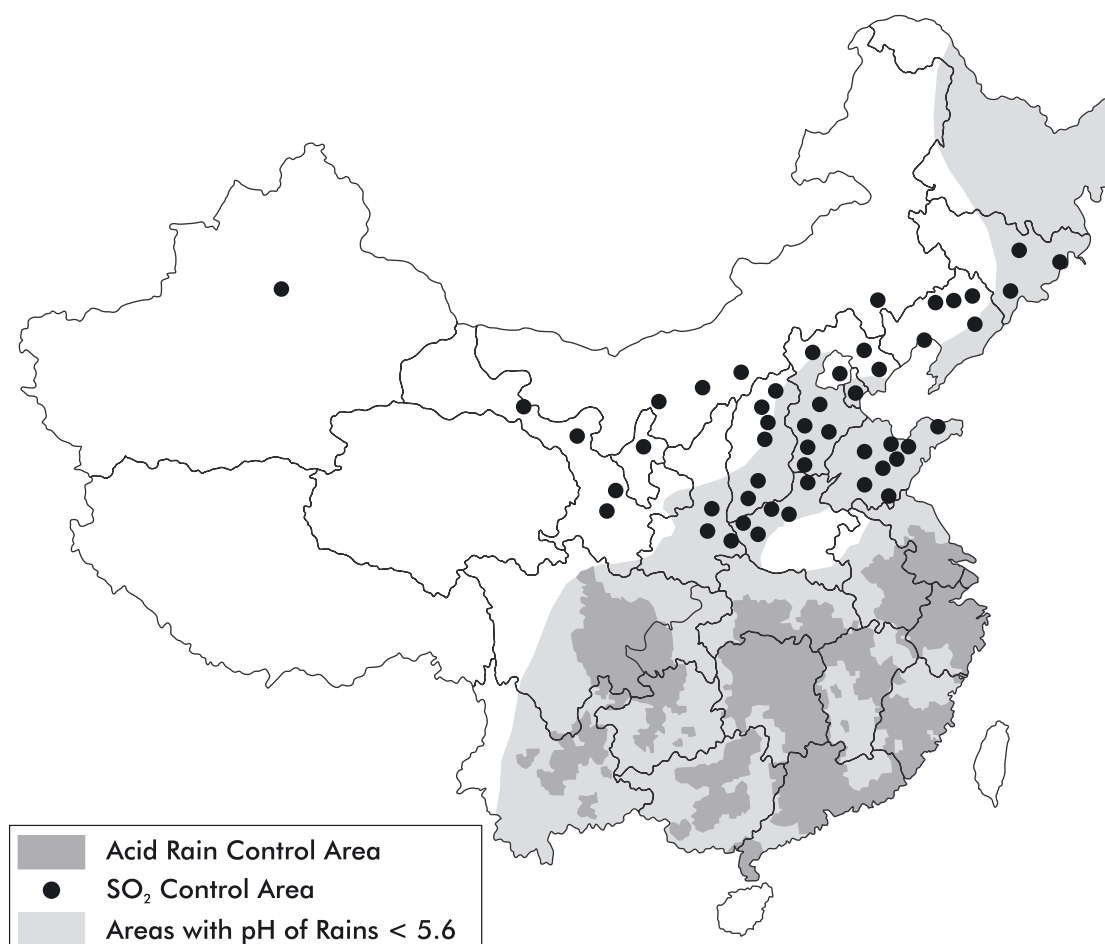 Acid Rain Control Area
SO₂ Control Area
Areas with pH of Rains < 5.6